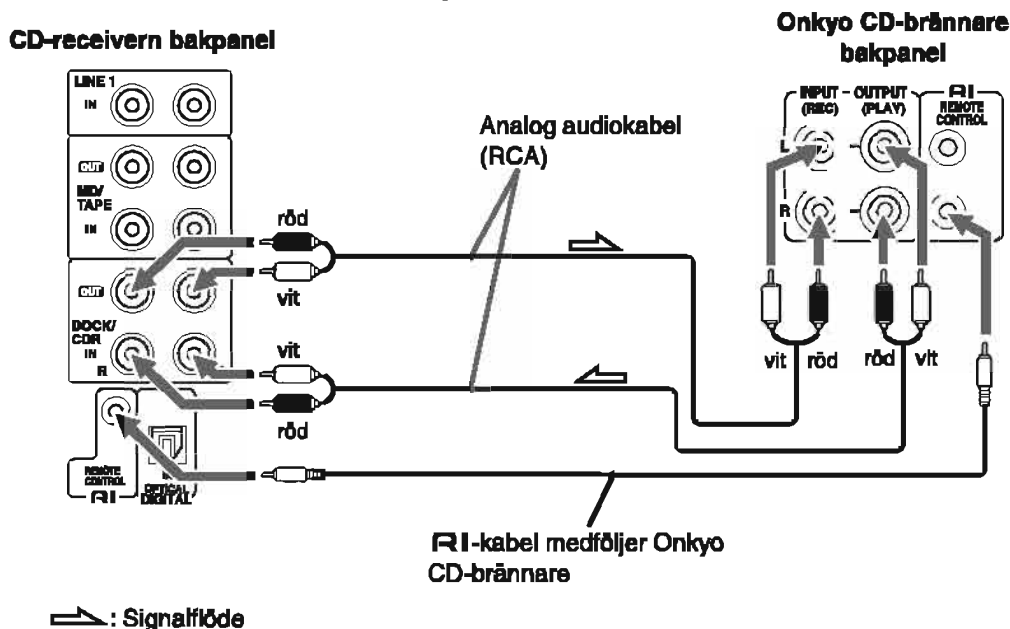 CD-receivern bakpanel
Onkyo CD-brännare
bakpanel
LINE 1
IN
OUT
MD/
TAPE
IN
OUT
DOCK/
CDR
IN
R
REMOTE
CONTROL
RI
OPTICAL
DIGITAL
röd
vit
vit
röd
Analog audiokabel
(RCA)
INPUT
(REC)
OUTPUT
(PLAY)
RI
REMOTE
CONTROL
L
R
vit röd röd vit
RI-kabel medföljer Onkyo
CD-brännare
: Signalflöde